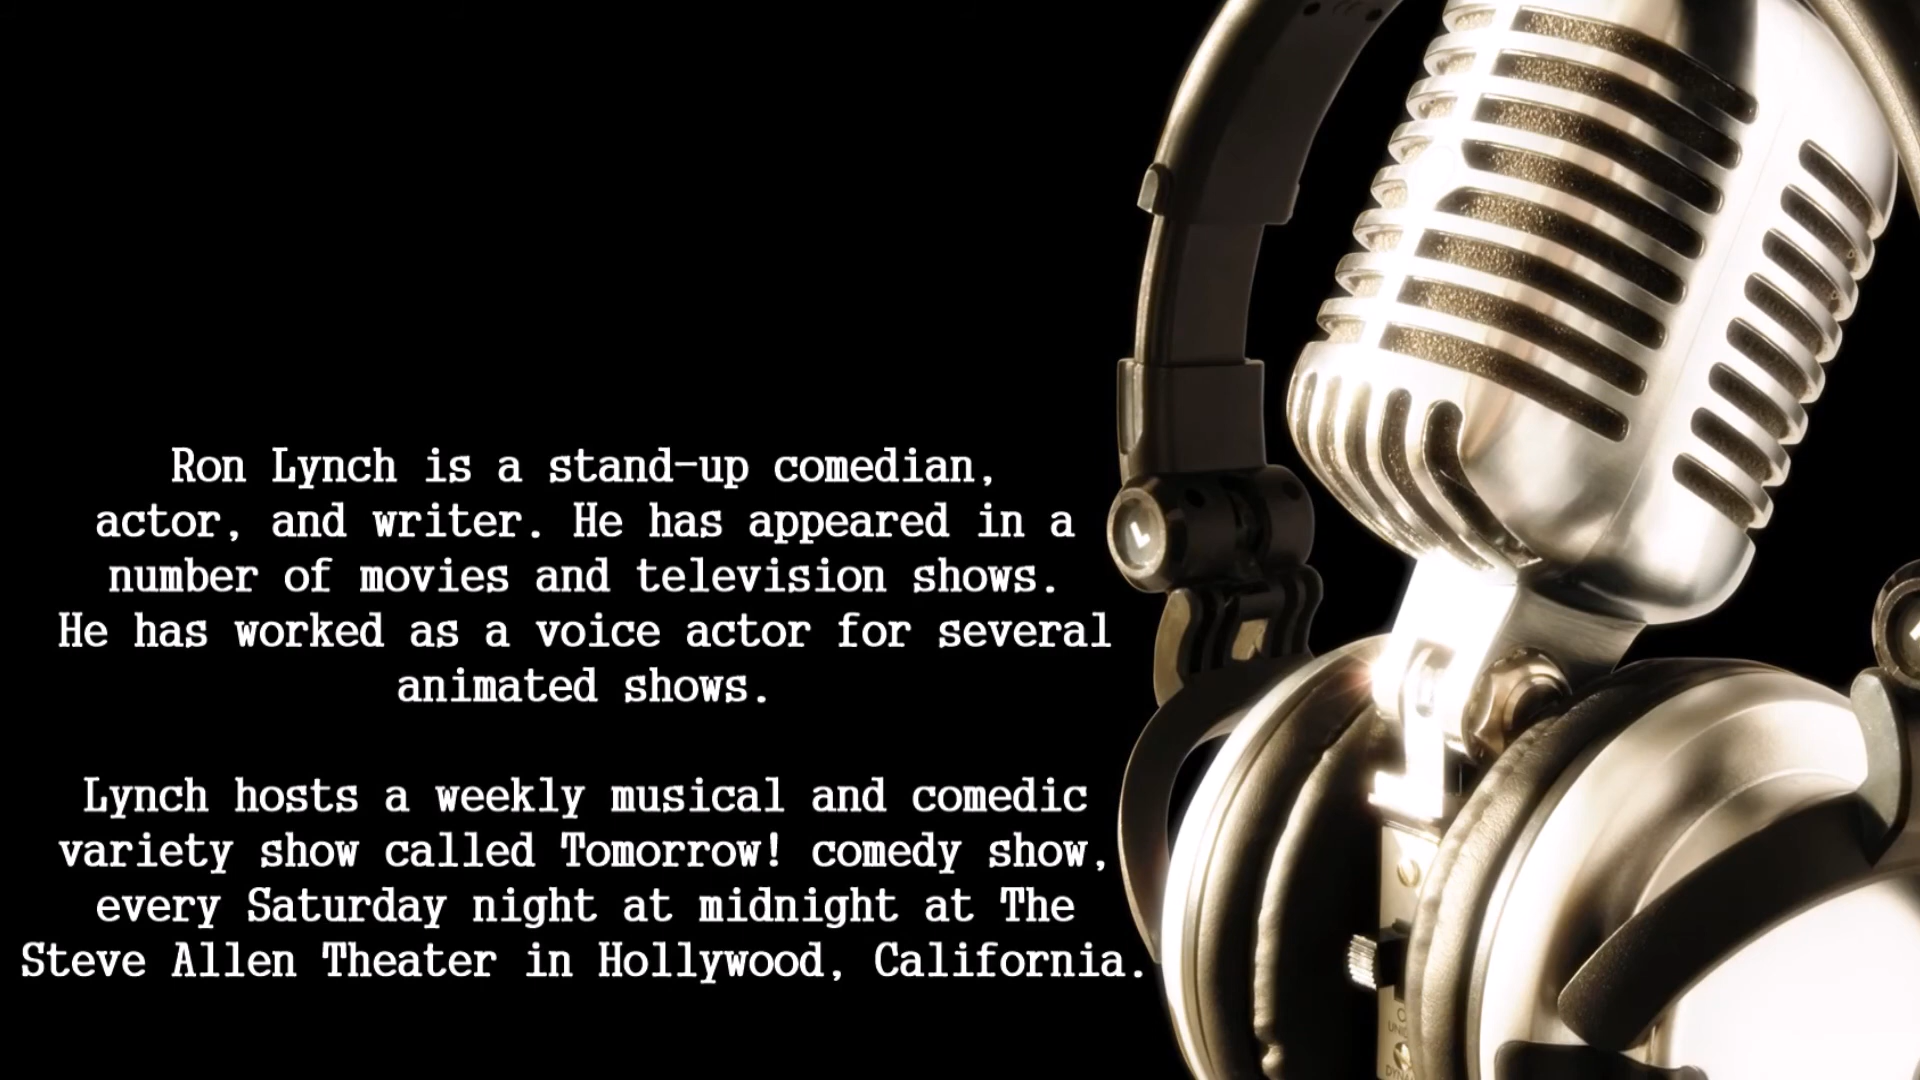 Ron Lynch is a stand-up comedian,
actor, and writer. He has appeared in a
number of movies and television shows.
He has worked as a voice actor for several
animated shows.
Lynch hosts a weekly musical and comedic
variety show called Tomorrow! comedy show,
every Saturday night at midnight at The
Steve Allen Theater in Hollywood, California.
L